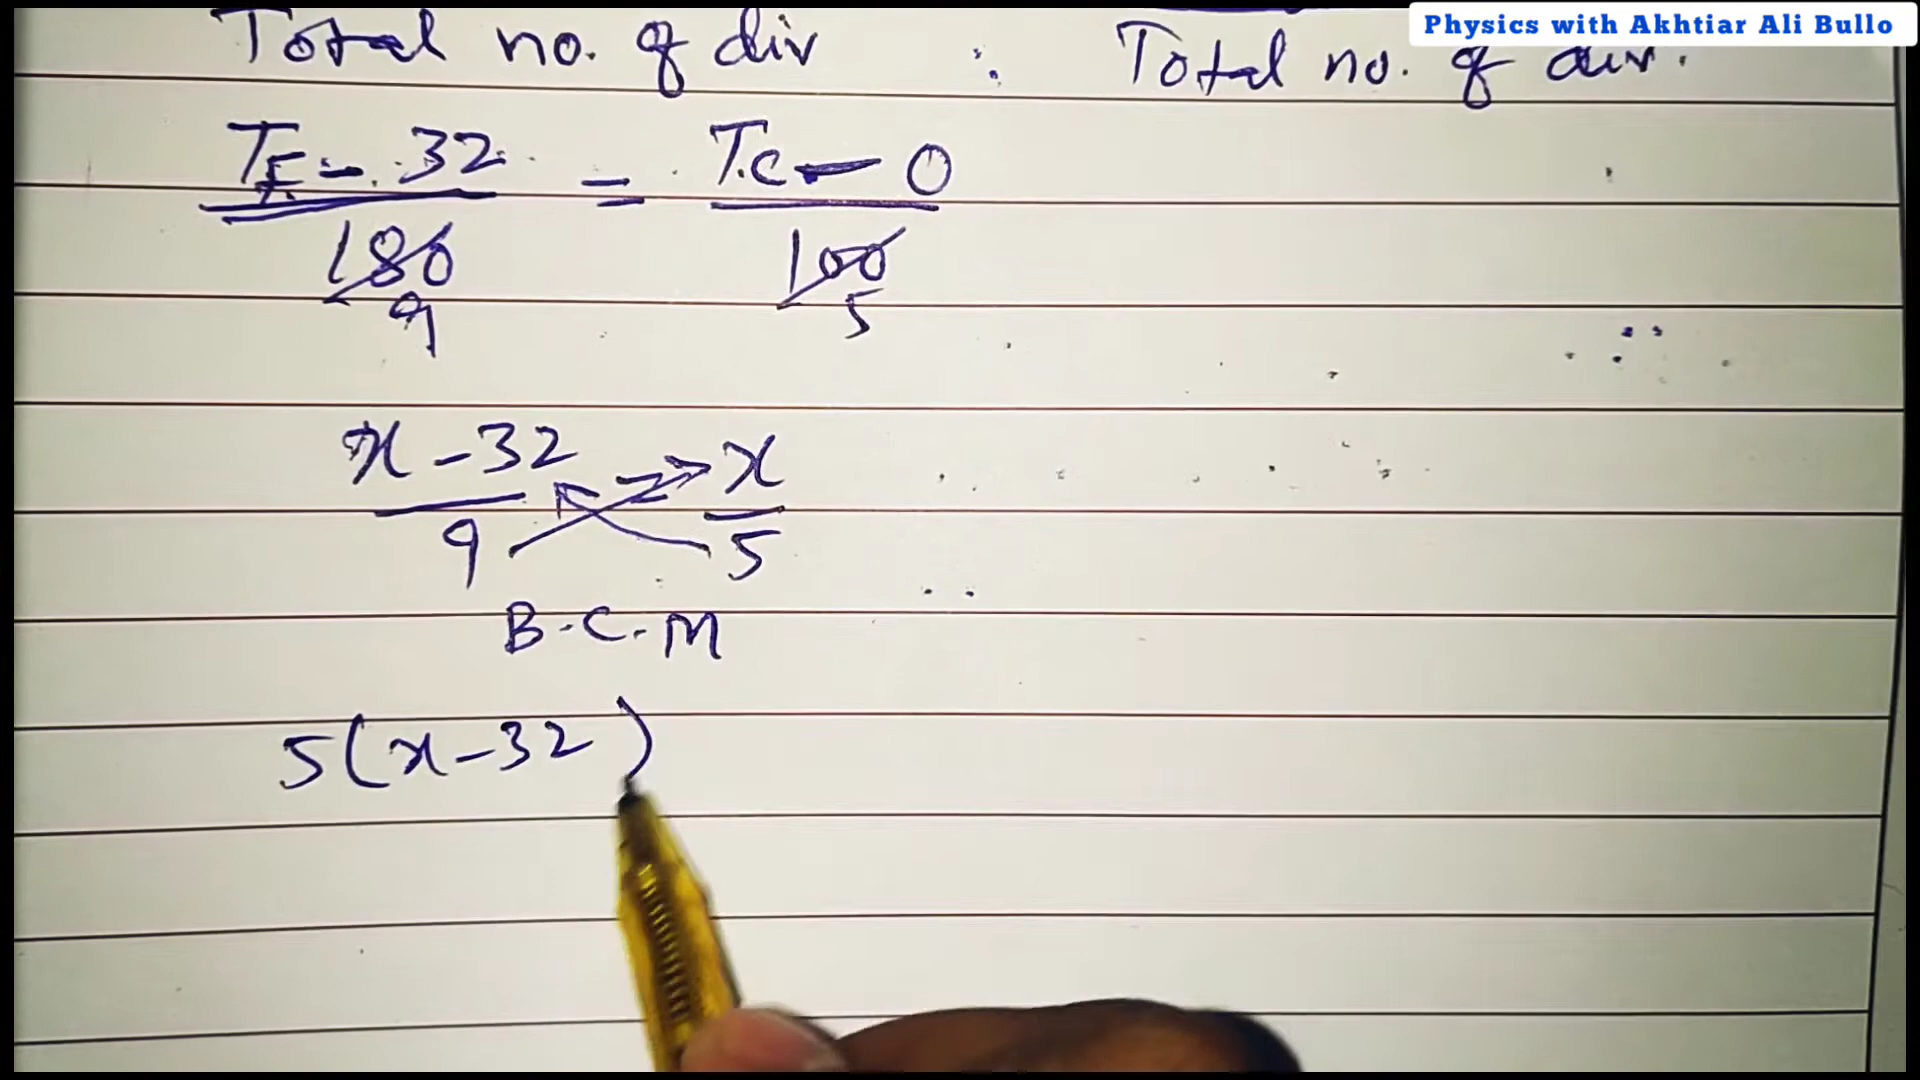 Physics with Akhtiar Ali Bullo
Total no. of div : Total no. of div.
TF - 32 = TC - 0
180 100
9 5
x - 32 = x
9 5
B.C.M
5(x-32)